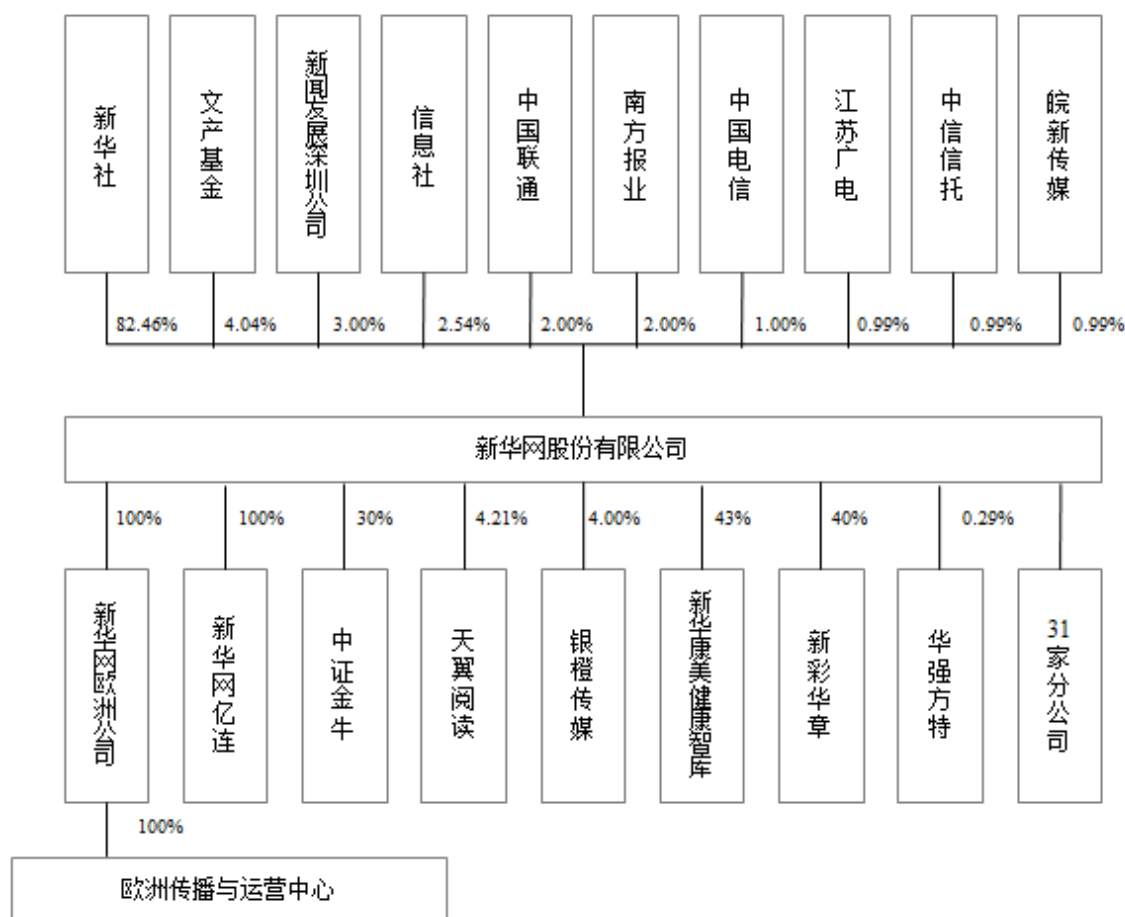 新华社
文产基金
新闻发展深圳公司
信息社
中国联通
南方报业
中国电信
江苏广电
中信信托
皖新传媒
82.46%
4.04%
3.00%
2.54%
2.00%
2.00%
1.00%
0.99%
0.99%
0.99%
新华网股份有限公司
100%
100%
30%
4.21%
4.00%
43%
40%
0.29%
新华网欧洲公司
新华网亿连
中证金牛
天翼阅读
银橙传媒
新华康美健康智库
新彩华章
华强方特
31家分公司
100%
欧洲传播与运营中心